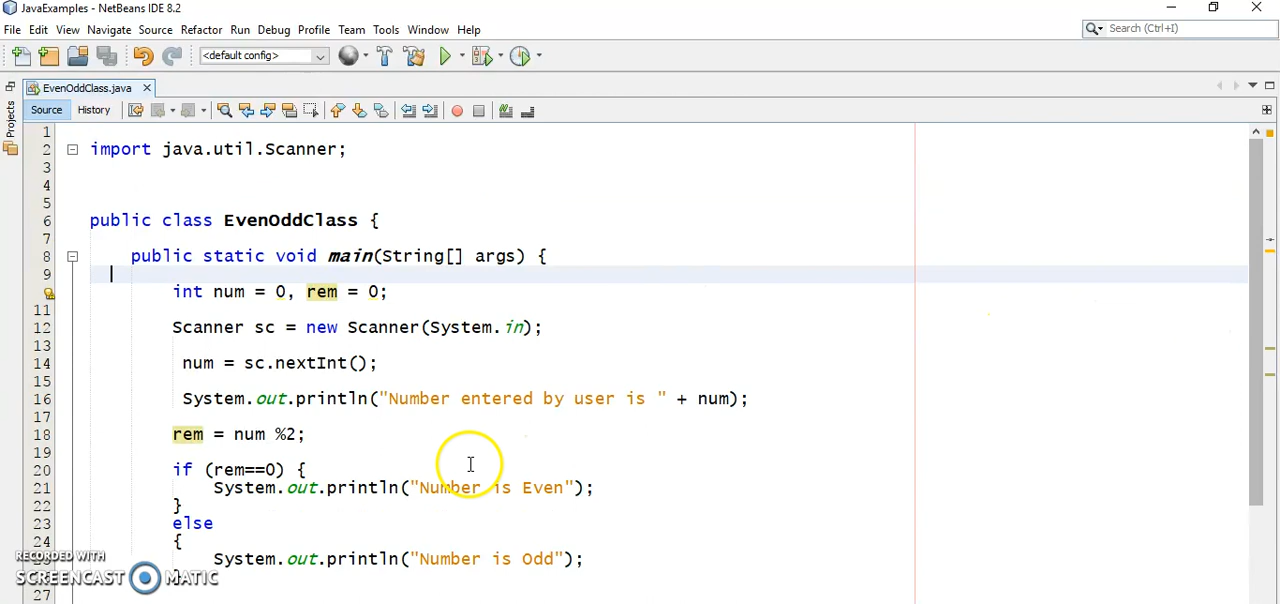 JavaExamples - NetBeans IDE 8.2
File Edit View Navigate Source Refactor Run Debug Profile Team Tools Window Help
Search (Ctrl+I)
<default config>
EvenOddClass.java
Projects
Source History
1
2 import java.util.Scanner;
3
4
5
6 public class EvenOddClass {
7
8 public static void main(String[] args) {
9
int num = 0, rem = 0;
11
12 Scanner sc = new Scanner(System.in);
13
14 num = sc.nextInt();
15
16 System.out.println("Number entered by user is " + num);
17
18 rem = num %2;
19
20 if (rem==0) {
21 System.out.println("Number is Even");
22 }
23 else
24 {
System.out.println("Number is Odd");
27
RECORDED WITH
SCREENCAST MATIC